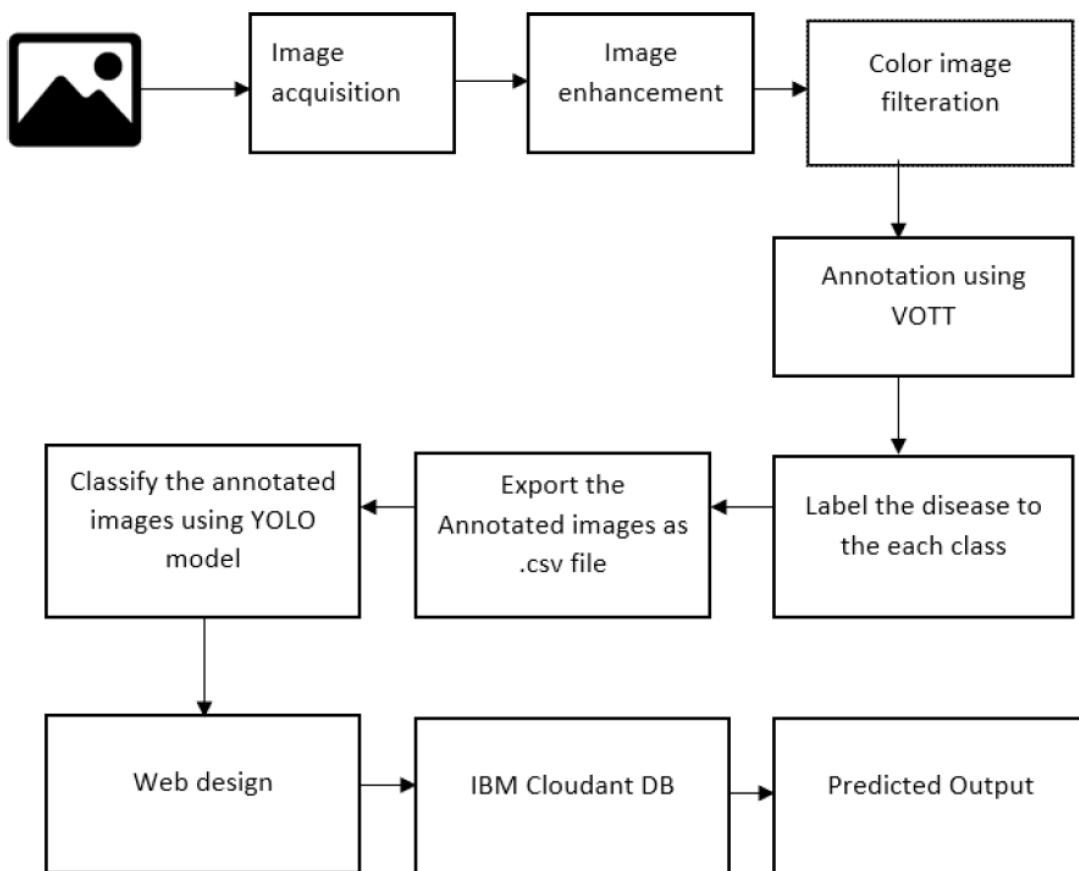 Image
acquisition
Image
enhancement
Color image
filteration
Annotation using
VOTT
Label the disease to
the each class
Export the
Annotated images as
.csv file
Classify the annotated
images using YOLO
model
Web design
IBM Cloudant DB
Predicted Output